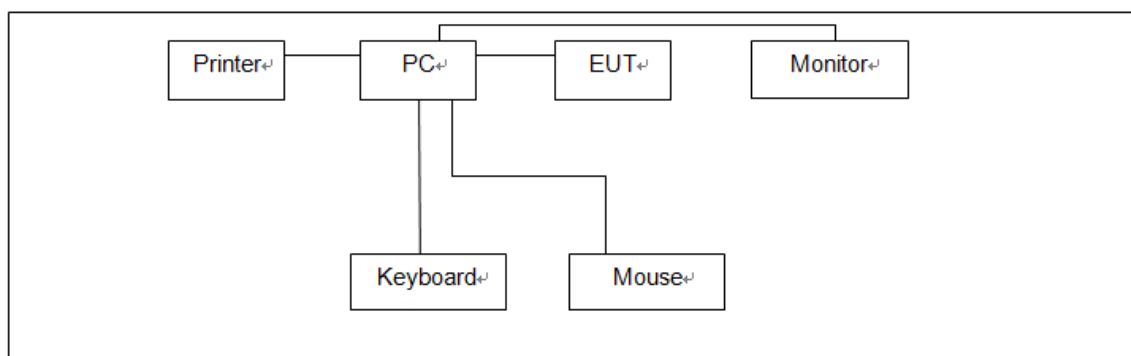 Printer↵
PC↵
EUT↵
Monitor↵
Keyboard↵
Mouse↵